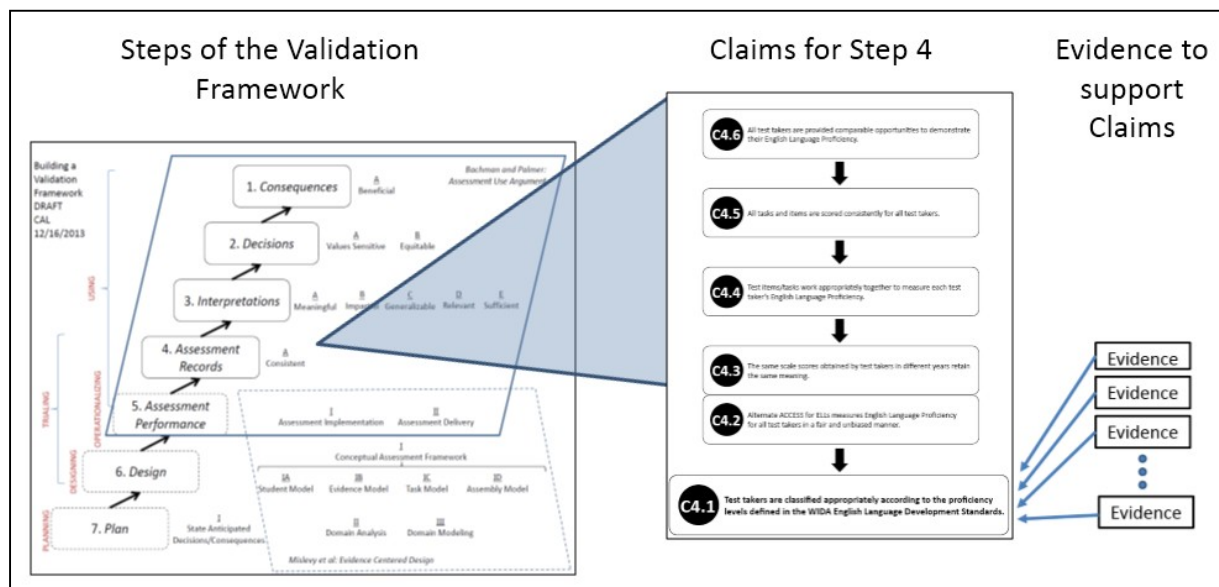 Steps of the Validation
Framework
Claims for Step 4
Evidence to
support
Claims
Building a
Validation
Framework
DRAFT
CAL
12/16/2013
Bachman and Palmer:
Assessment Use Argument
1. Consequences
A
Beneficial
2. Decisions
A
Values Sensitive
B
Equitable
USING
3. Interpretations
A
Meaningful
B
Impartial
C
Generalizable
D
Relevant
E
Sufficient
4. Assessment
Records
A
Consistent
TRIALING
OPERATIONALIZING
5. Assessment
Performance
I
Assessment Implementation
II
Assessment Delivery
I
Conceptual Assessment Framework
DESIGNING
6. Design
IA
Student Model
IB
Evidence Model
IC
Task Model
ID
Assembly Model
PLANNING
7. Plan
I
State Anticipated
Decisions/Consequences
II
Domain Analysis
III
Domain Modeling
Mislevy et al: Evidence Centered Design
C4.6
All test takers are provided comparable opportunities to demonstrate
their English Language Proficiency.
C4.5
All tasks and items are scored consistently for all test takers.
C4.4
Test items/tasks work appropriately together to measure each test
taker's English Language Proficiency.
C4.3
The same scale scores obtained by test takers in different years retain
the same meaning.
C4.2
Alternate ACCESS for ELLs measures English Language Proficiency
for all test takers in a fair and unbiased manner.
C4.1
Test takers are classified appropriately according to the proficiency
levels defined in the WIDA English Language Development Standards.
Evidence
Evidence
Evidence
Evidence